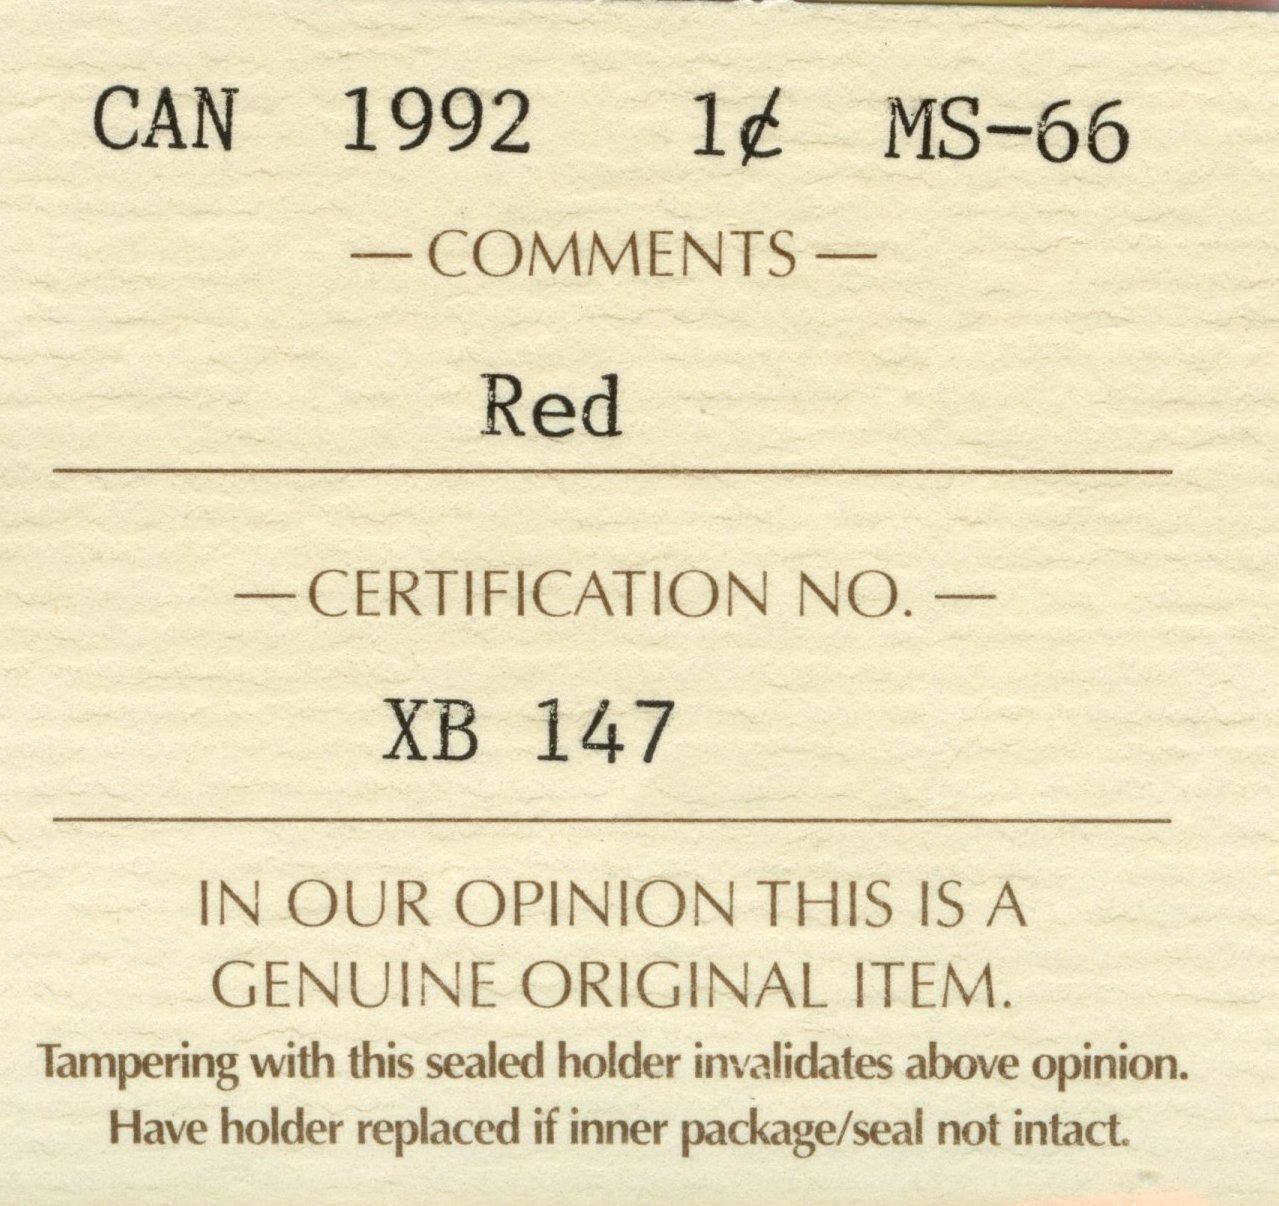 CAN 1992 1¢ MS-66
— COMMENTS —
Red
— CERTIFICATION NO. —
XB 147
IN OUR OPINION THIS IS A
GENUINE ORIGINAL ITEM.
Tampering with this sealed holder invalidates above opinion.
Have holder replaced if inner package/seal not intact.